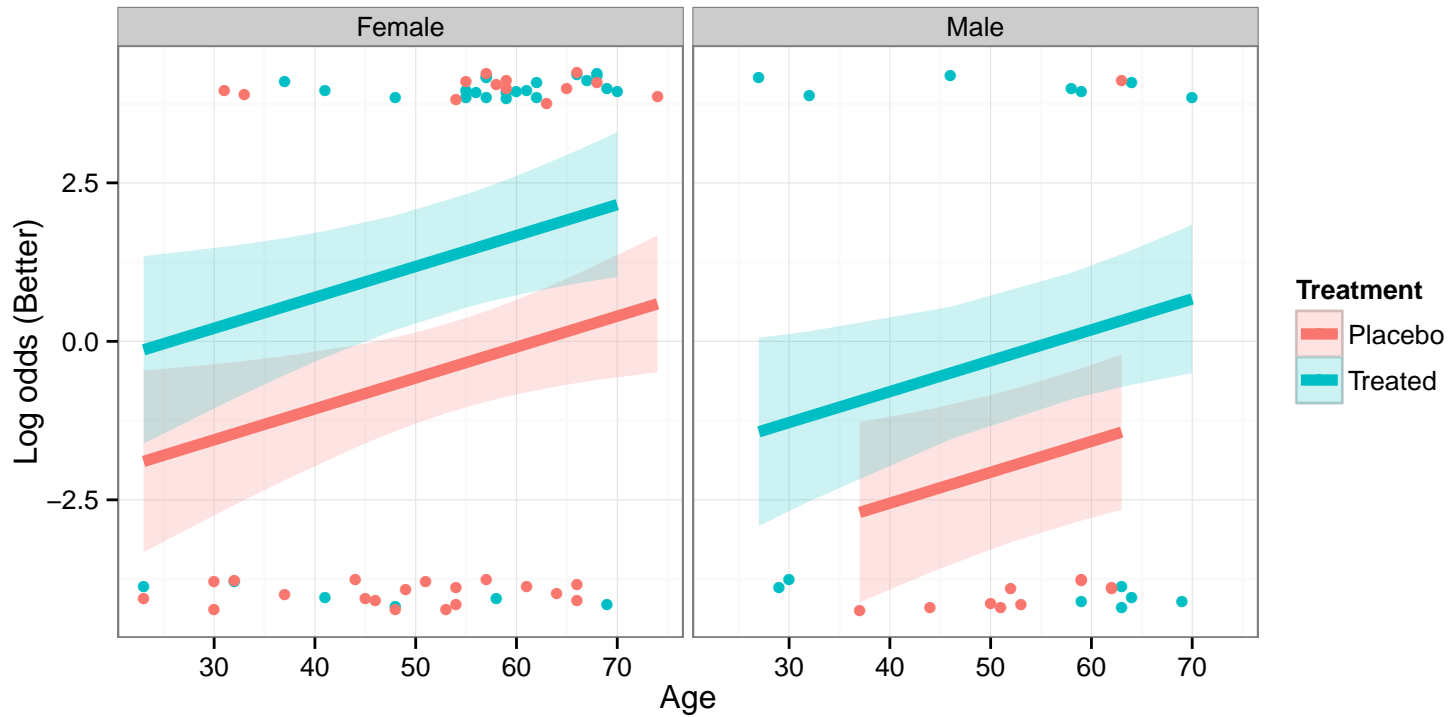 Female
Male
Log odds (Better)
2.5
0.0
−2.5
30 40 50 60 70
30 40 50 60 70
Age
Treatment
Placebo
Treated